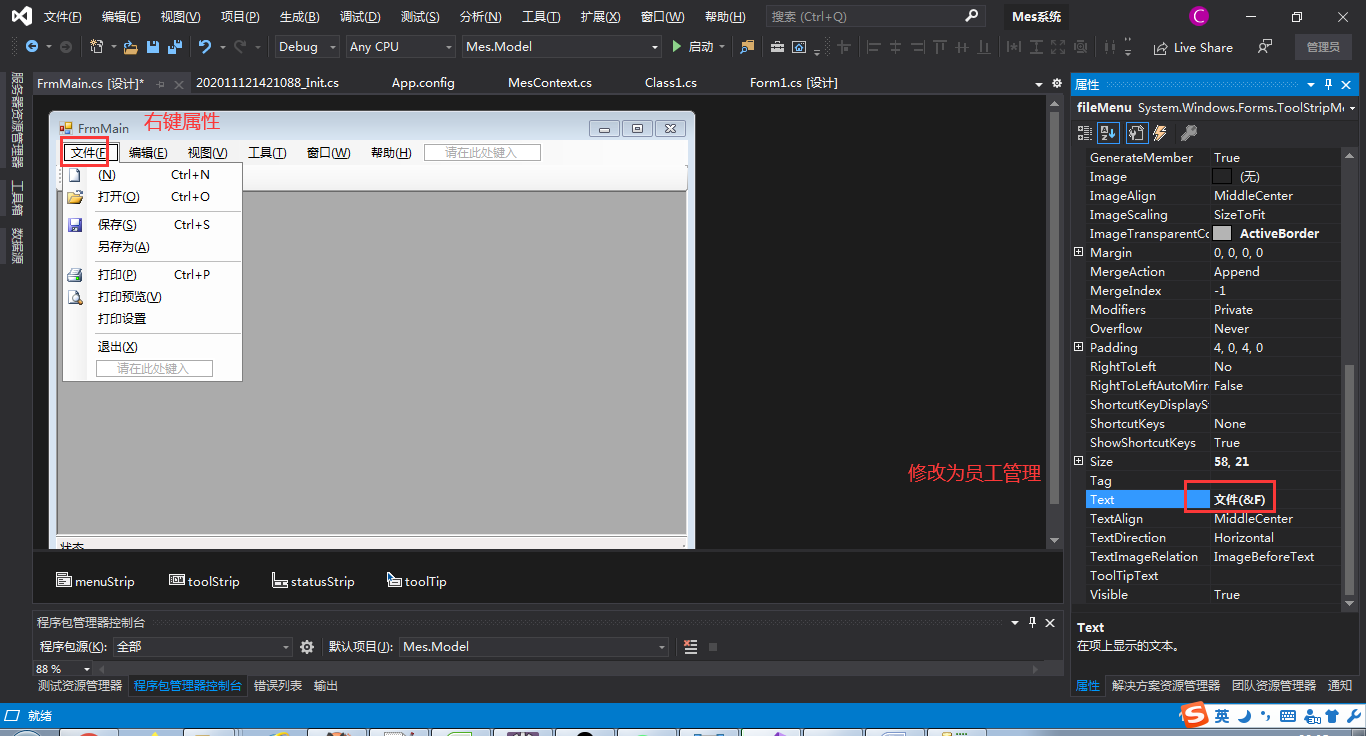 文件(F) 编辑(E) 视图(V) 项目(P) 生成(B) 调试(D) 测试(S) 分析(N) 工具(T) 扩展(X) 窗口(W) 帮助(H) 搜索 (Ctrl+Q) Mes系统 C
Debug Any CPU Mes.Model 启动 Live Share 管理员
服务器资源管理器
工具箱
数据源
FrmMain.cs [设计]* 202011121421088_Init.cs App.config MesContext.cs Class1.cs Form1.cs [设计]
FrmMain 右键属性
文件(F 编辑(E) 视图(V) 工具(T) 窗口(W) 帮助(H) 请在此处键入
(N) Ctrl+N
打开(O) Ctrl+O
保存(S) Ctrl+S
另存为(A)
打印(P) Ctrl+P
打印预览(V)
打印设置
退出(X)
请在此处键入
状态
修改为员工管理
menuStrip toolStrip statusStrip toolTip
程序包管理器控制台
程序包源(K): 全部 默认项目(J): Mes.Model
88 %
测试资源管理器 程序包管理器控制台 错误列表 输出
属性
fileMenu System.Windows.Forms.ToolStripM
GenerateMember True
Image (无)
ImageAlign MiddleCenter
ImageScaling SizeToFit
ImageTransparentCo ActiveBorder
Margin 0, 0, 0, 0
MergeAction Append
MergeIndex -1
Modifiers Private
Overflow Never
Padding 4, 0, 4, 0
RightToLeft No
RightToLeftAutoMirr False
ShortcutKeyDisplayS
ShortcutKeys None
ShowShortcutKeys True
Size 58, 21
Tag
Text 文件(&F)
TextAlign MiddleCenter
TextDirection Horizontal
TextImageRelation ImageBeforeText
ToolTipText
Visible True
Text
在项上显示的文本。
属性 解决方案资源管理器 团队资源管理器 通知
就绪
S 英